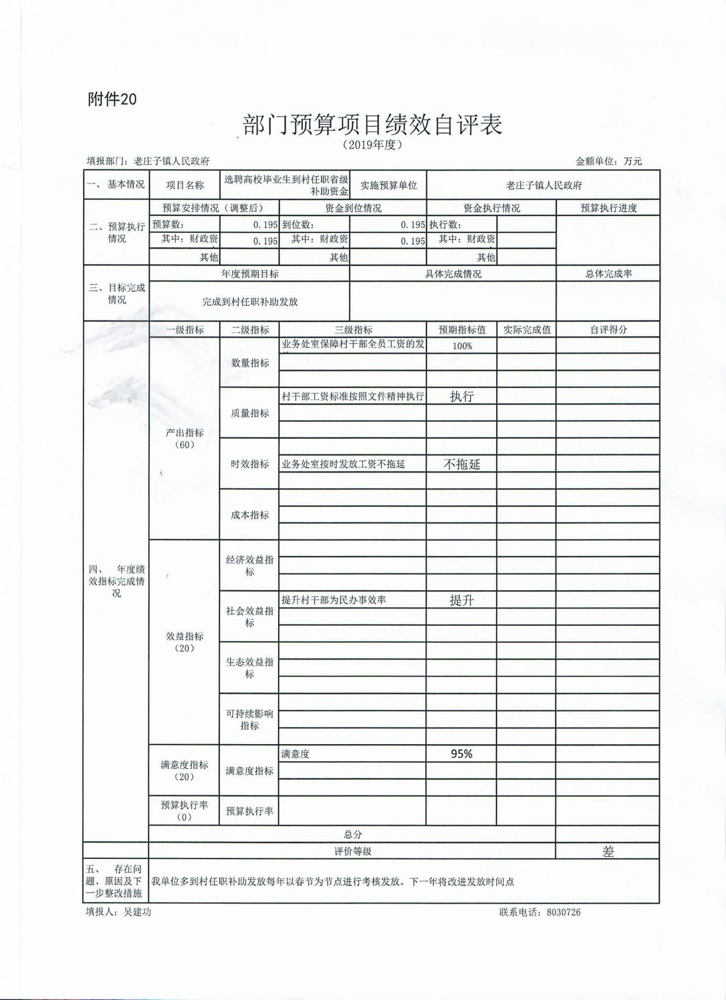 附件20
部门预算项目绩效自评表
（2019年度）
填报部门：老庄子镇人民政府 金额单位：万元
一、 基本情况 项目名称 选聘高校毕业生到村任职省级补助资金 实施预算单位 老庄子镇人民政府
二、预算执行情况 预算安排情况（调整后） 资金到位情况 资金执行情况 预算执行进度
预算数： 0.195 到位数： 0.195 执行数：
其中：财政资 0.195 其中：财政资 0.195 其中：财政资
其他 其他 其他
三、目标完成情况 年度预期目标 具体完成情况 总体完成率
完成到村任职补助发放
四、 年度绩效指标完成情况 一级指标 二级指标 三级指标 预期指标值 实际完成值 自评得分
产出指标（60） 数量指标 业务处室保障村干部全员工资的发 100%
质量指标 村干部工资标准按照文件精神执行 执行
时效指标 业务处室按时发放工资不拖延 不拖延
成本指标
效益指标（20） 经济效益指标
社会效益指标 提升村干部为民办事效率 提升
生态效益指标
可持续影响指标
满意度指标（20） 满意度指标 满意度 95%
预算执行率（0） 预算执行率
总分
评价等级 差
五、 存在问题、原因及下一步整改措施 我单位多到村任职补助发放每年以春节为节点进行考核发放。下一年将改进发放时间点
填报人：吴建功 联系电话：8030726